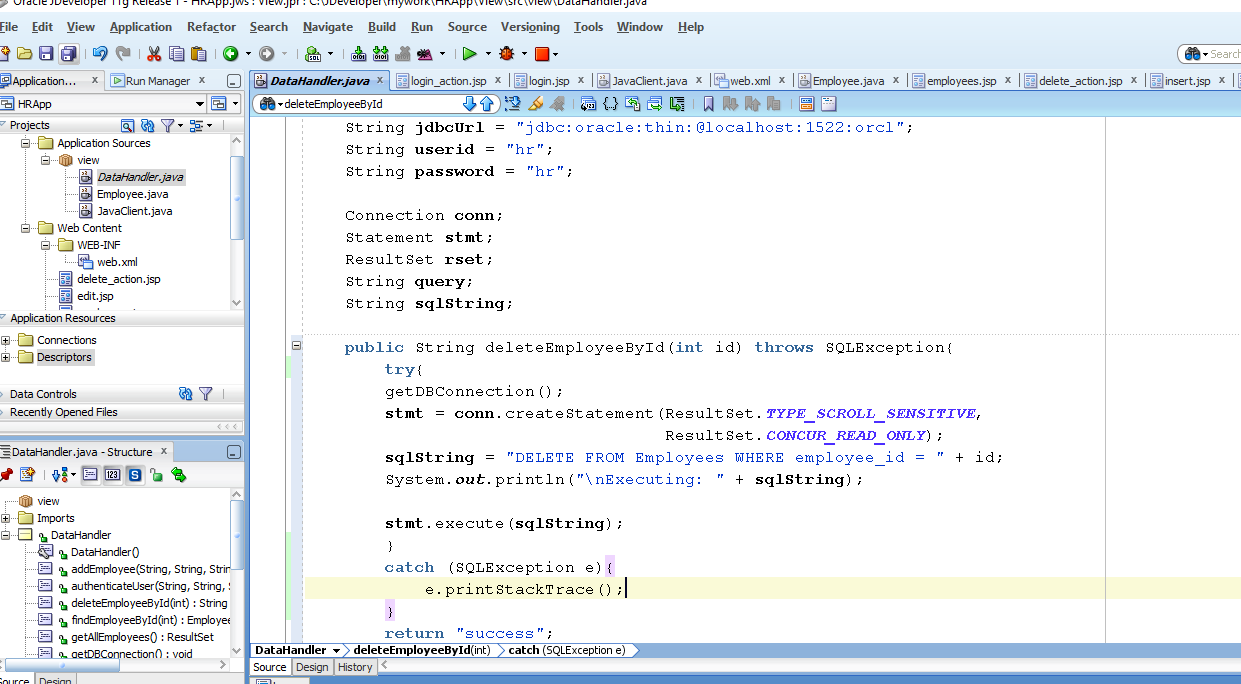 Oracle JDeveloper 11g Release 1 - HRApp.jws : View.jpr : C:\JDeveloper\mywork\HRApp\View\src\view\DataHandler.java
File Edit View Application Refactor Search Navigate Build Run Source Versioning Tools Window Help
Search
Application... Run Manager
DataHandler.java login_action.jsp login.jsp JavaClient.java web.xml Employee.java employees.jsp delete_action.jsp insert.jsp
HRApp
deleteEmployeeById
Projects
Application Sources
view
DataHandler.java
Employee.java
JavaClient.java
Web Content
WEB-INF
web.xml
delete_action.jsp
edit.jsp
Application Resources
Connections
Descriptors
Data Controls
Recently Opened Files
DataHandler.java - Structure
view
Imports
DataHandler
DataHandler()
addEmployee(String, String, Strin
authenticateUser(String, String,
deleteEmployeeById(int) : String
findEmployeeById(int) : Employee
getAllEmployees() : ResultSet
getDBConnection() : void
Source Design
String jdbcUrl = "jdbc:oracle:thin:@localhost:1522:orcl";
String userid = "hr";
String password = "hr";
Connection conn;
Statement stmt;
ResultSet rset;
String query;
String sqlString;
public String deleteEmployeeById(int id) throws SQLException{
try{
getDBConnection();
stmt = conn.createStatement(ResultSet.TYPE_SCROLL_SENSITIVE,
ResultSet.CONCUR_READ_ONLY);
sqlString = "DELETE FROM Employees WHERE employee_id = " + id;
System.out.println("\nExecuting: " + sqlString);
stmt.execute(sqlString);
}
catch (SQLException e){
e.printStackTrace();
}
return "success";
DataHandler deleteEmployeeById(int) catch (SQLException e)
Source Design History